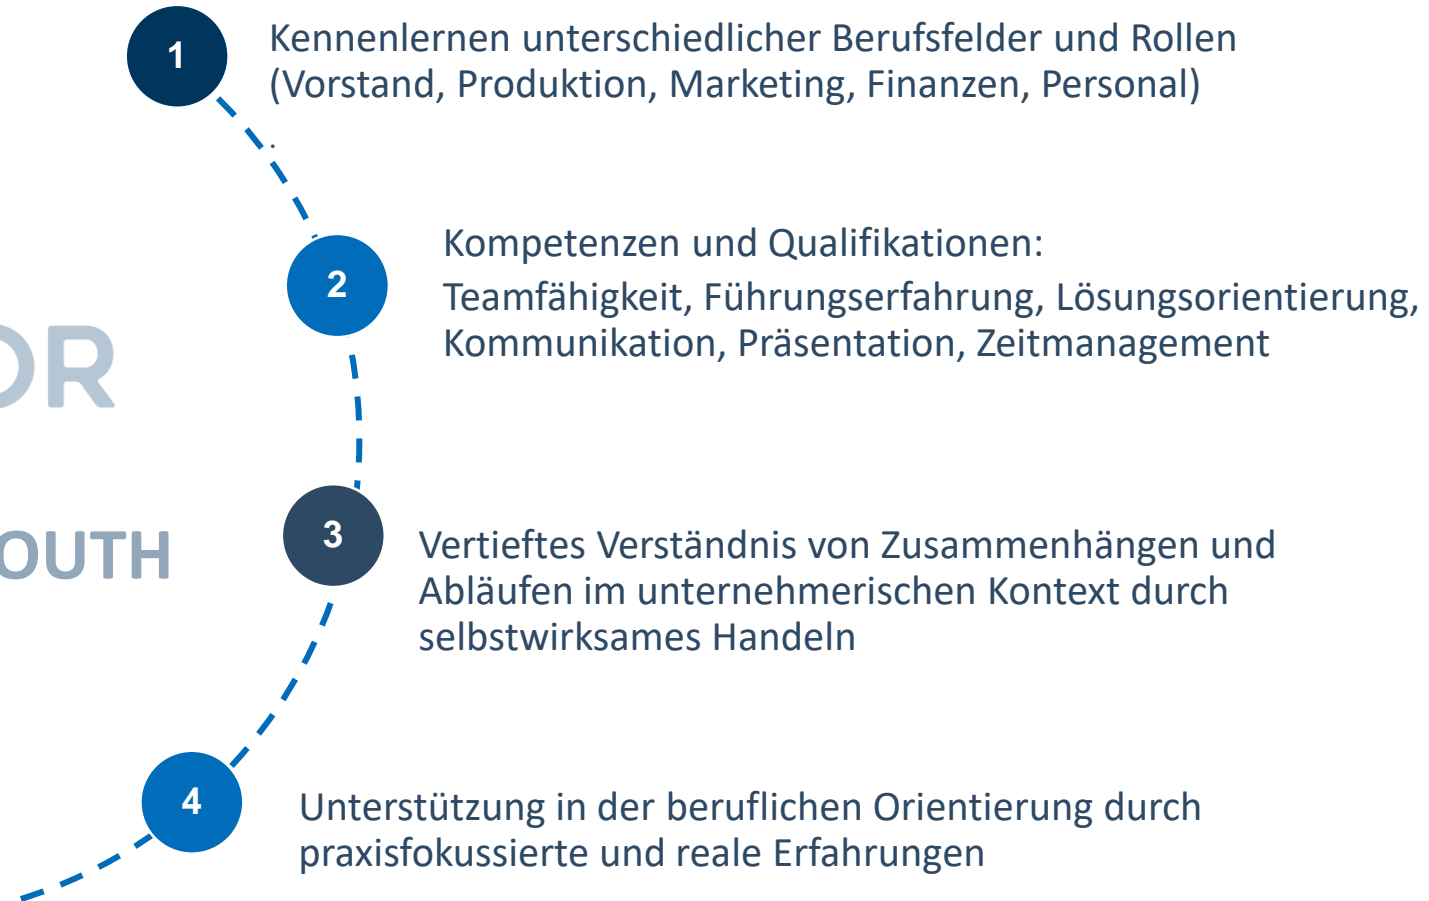 1
Kennenlernen unterschiedlicher Berufsfelder und Rollen
(Vorstand, Produktion, Marketing, Finanzen, Personal)
.
2
Kompetenzen und Qualifikationen:
Teamfähigkeit, Führungserfahrung, Lösungsorientierung,
Kommunikation, Präsentation, Zeitmanagement
OR
OUTH
3
Vertieftes Verständnis von Zusammenhängen und
Abläufen im unternehmerischen Kontext durch
selbstwirksames Handeln
4
Unterstützung in der beruflichen Orientierung durch
praxisfokussierte und reale Erfahrungen